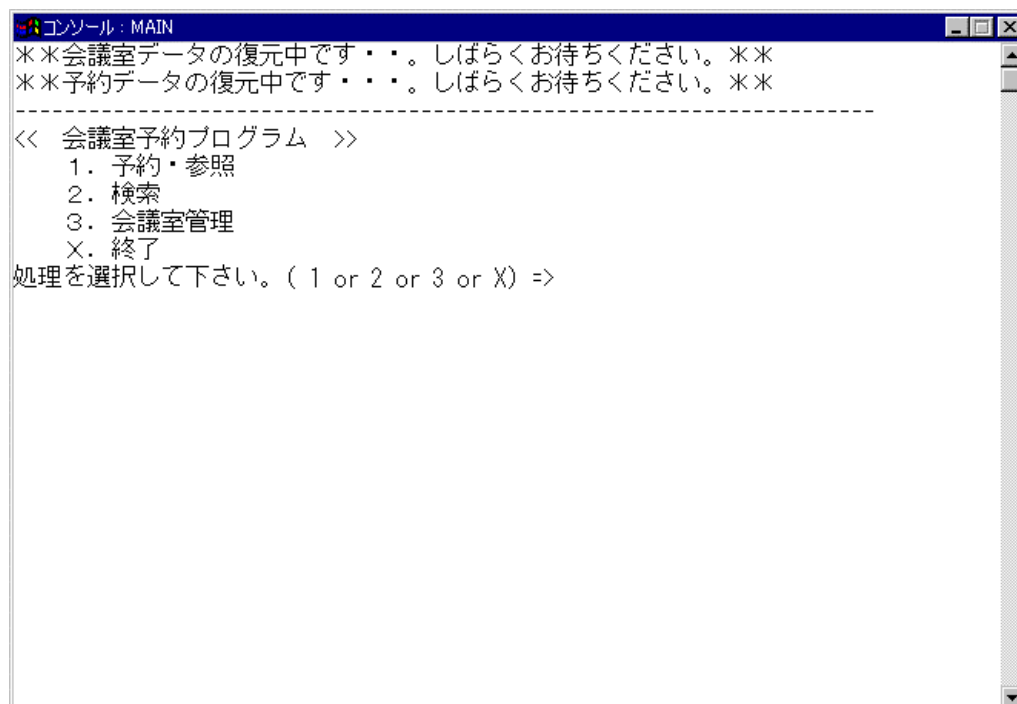 コンソール : MAIN
＊＊会議室データの復元中です・・。しばらくお待ちください。＊＊
＊＊予約データの復元中です・・・。しばらくお待ちください。＊＊
----------------------------------------------------------------------
<<　会議室予約プログラム　>>
１．予約・参照
２．検索
３．会議室管理
Ｘ．終了
処理を選択して下さい。( 1 or 2 or 3 or X) =>